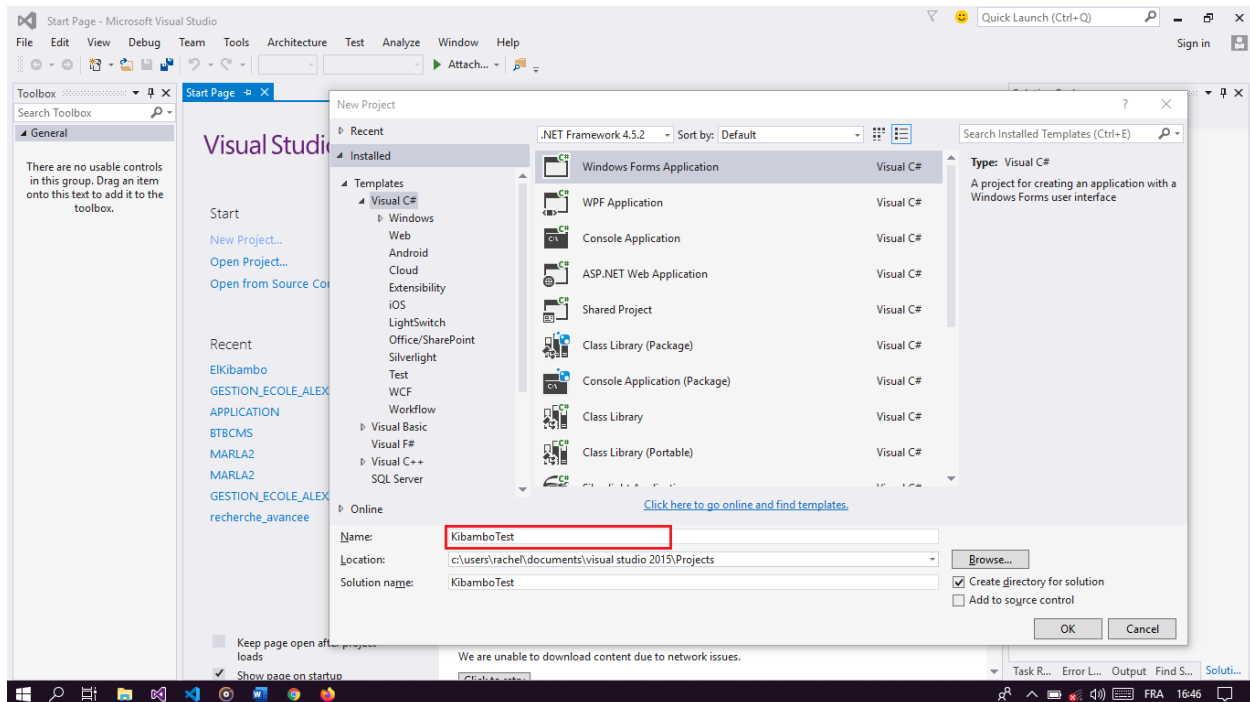 Start Page - Microsoft Visual Studio
Quick Launch (Ctrl+Q)
File Edit View Debug Team Tools Architecture Test Analyze Window Help
Sign in
Attach...
Toolbox
Search Toolbox
General
There are no usable controls
in this group. Drag an item
onto this text to add it to the
toolbox.
Start Page
Visual Studi
Start
New Project...
Open Project...
Open from Source Co
Recent
ElKibambo
GESTION_ECOLE_ALEX
APPLICATION
BTBCMS
MARLA2
MARLA2
GESTION_ECOLE_ALEX
recherche_avancee
Keep page open after project
loads
Show page on startup
We are unable to download content due to network issues.
New Project
?
Recent
Installed
Templates
Visual C#
Windows
Web
Android
Cloud
Extensibility
iOS
LightSwitch
Office/SharePoint
Silverlight
Test
WCF
Workflow
Visual Basic
Visual F#
Visual C++
SQL Server
Online
.NET Framework 4.5.2 Sort by: Default
Search Installed Templates (Ctrl+E)
Windows Forms Application Visual C#
WPF Application Visual C#
Console Application Visual C#
ASP.NET Web Application Visual C#
Shared Project Visual C#
Class Library (Package) Visual C#
Console Application (Package) Visual C#
Class Library Visual C#
Class Library (Portable) Visual C#
Click here to go online and find templates.
Type: Visual C#
A project for creating an application with a
Windows Forms user interface
Name: KibamboTest
Location: c:\users\rachel\documents\visual studio 2015\Projects
Browse...
Solution name: KibamboTest
Create directory for solution
Add to source control
OK Cancel
Task R... Error L... Output Find S... Soluti...
FRA 16:46